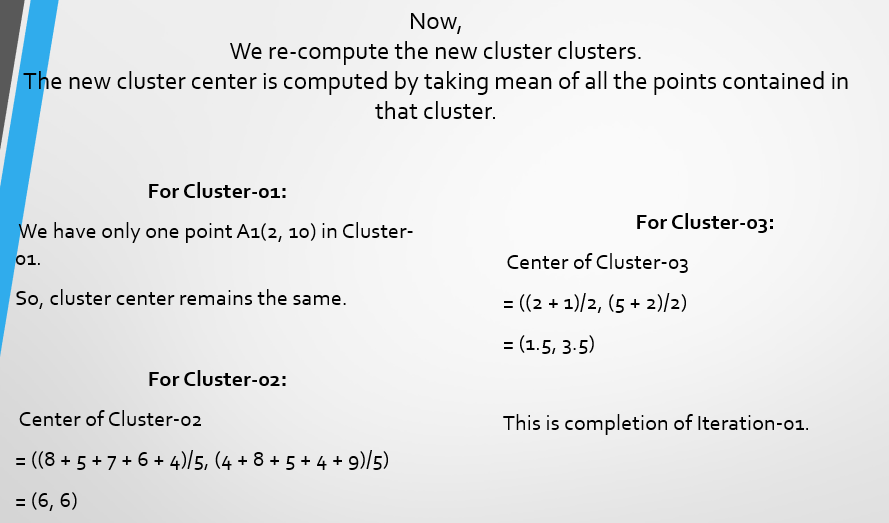 Now,
We re-compute the new cluster clusters.
The new cluster center is computed by taking mean of all the points contained in
that cluster.
For Cluster-01:
We have only one point A1(2, 10) in Cluster-
01.
So, cluster center remains the same.
For Cluster-02:
Center of Cluster-02
= ((8 + 5 + 7 + 6 + 4)/5, (4 + 8 + 5 + 4 + 9)/5)
= (6, 6)
For Cluster-03:
Center of Cluster-03
= ((2 + 1)/2, (5 + 2)/2)
= (1.5, 3.5)
This is completion of Iteration-01.